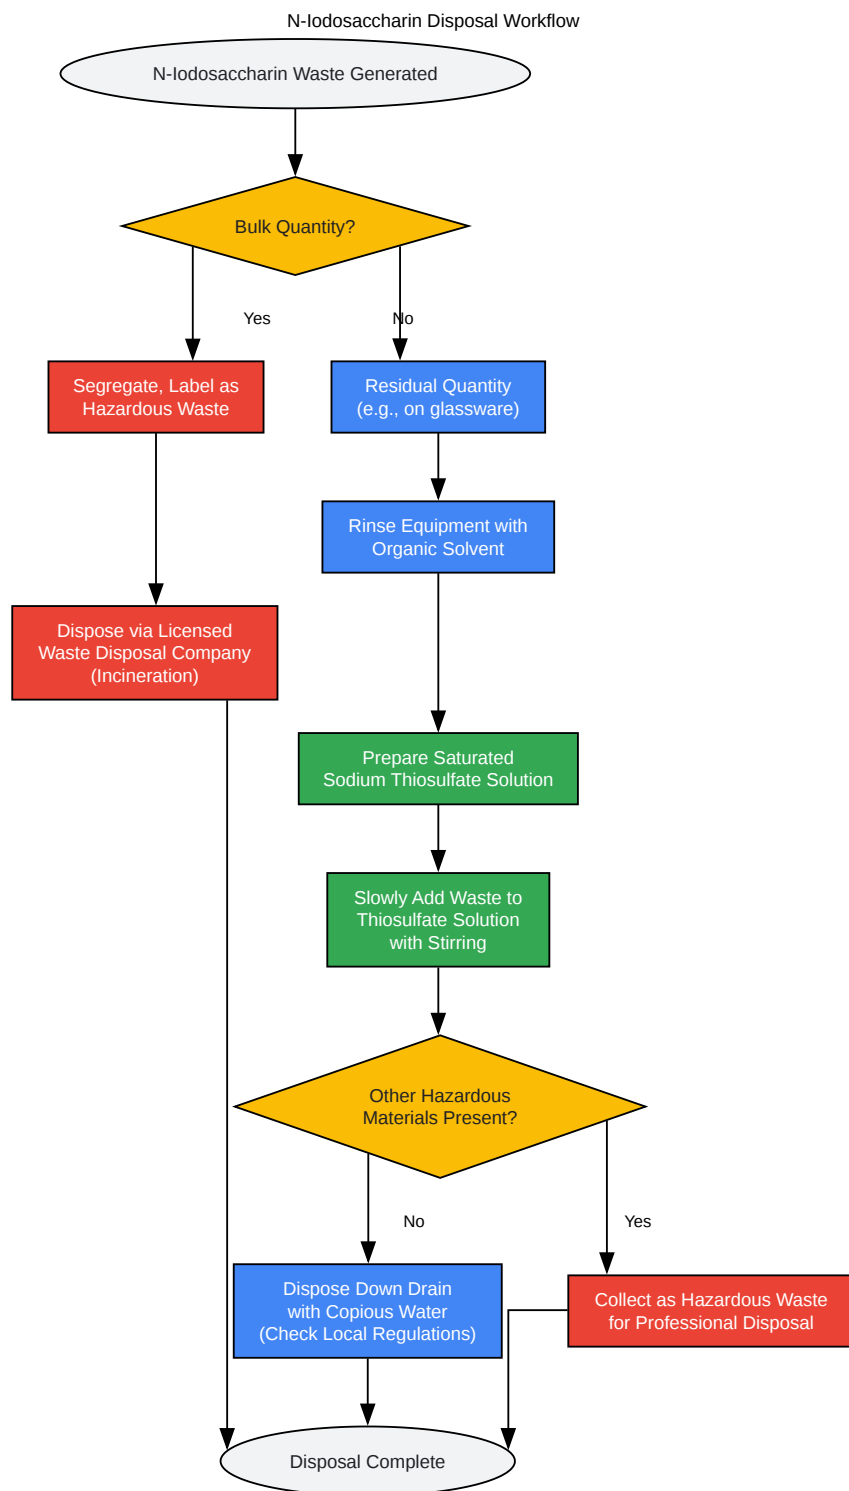 N-Iodosaccharin Disposal Workflow
N-Iodosaccharin Waste Generated
Bulk Quantity?
Yes
No
Segregate, Label as
Hazardous Waste
Residual Quantity
(e.g., on glassware)
Rinse Equipment with
Organic Solvent
Dispose via Licensed
Waste Disposal Company
(Incineration)
Prepare Saturated
Sodium Thiosulfate Solution
Slowly Add Waste to
Thiosulfate Solution
with Stirring
Other Hazardous
Materials Present?
No
Yes
Dispose Down Drain
with Copious Water
(Check Local Regulations)
Collect as Hazardous Waste
for Professional Disposal
Disposal Complete